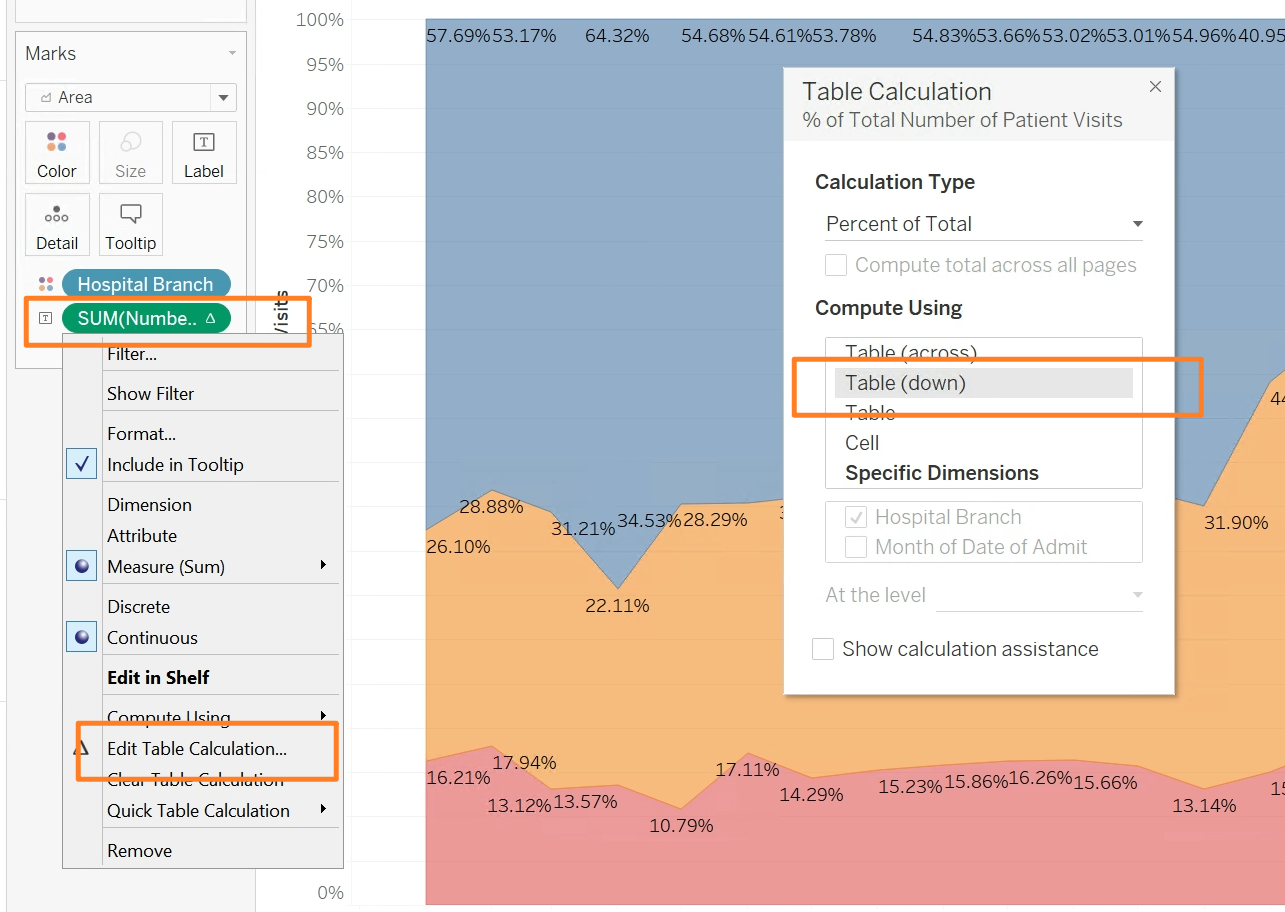 Marks
Area
Color
Size
Label
Detail
Tooltip
Hospital Branch
SUM(Numbe..
Filter...
Show Filter
Format...
Include in Tooltip
Dimension
Attribute
Measure (Sum)
Discrete
Continuous
Edit in Shelf
Compute Using
Edit Table Calculation...
Clear Table Calculation
Quick Table Calculation
Remove
100%
95%
90%
85%
80%
75%
70%
65%
0%
57.69% 53.17% 64.32% 54.68% 54.61% 53.78% 54.83% 53.66% 53.02% 53.01% 54.96% 40.95
26.10% 28.88% 31.21% 22.11% 34.53% 28.29% 31.90% 44
16.21% 17.94% 13.12% 13.57% 10.79% 17.11% 14.29% 15.23% 15.86% 16.26% 15.66% 13.14%
Table Calculation
% of Total Number of Patient Visits
Calculation Type
Percent of Total
Compute total across all pages
Compute Using
Table (across)
Table (down)
Table
Cell
Specific Dimensions
Hospital Branch
Month of Date of Admit
At the level
Show calculation assistance